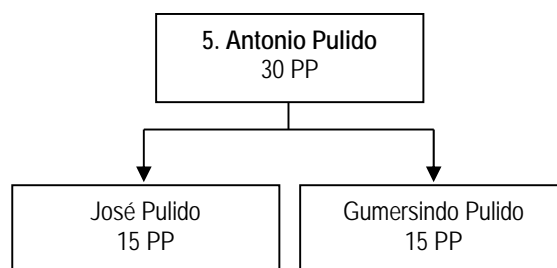 5. Antonio Pulido
30 PP
José Pulido
15 PP
Gumersindo Pulido
15 PP